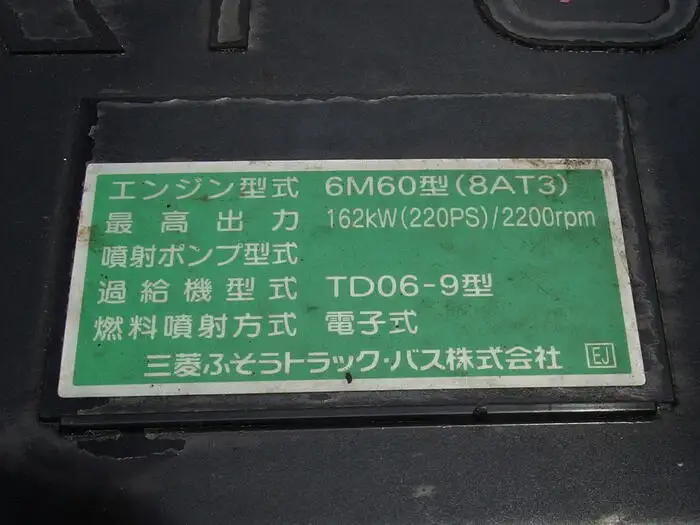 エンジン型式 6M60型(8AT3)
最高出力 162kW(220PS)/2200rpm
噴射ポンプ型式
過給機型式 TD06-9型
燃料噴射方式 電子式
三菱ふそうトラック・バス株式会社 EJ